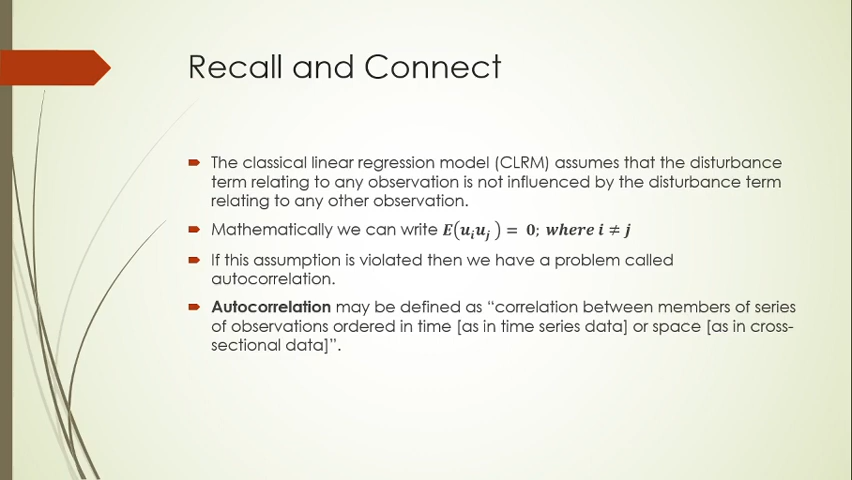 Recall and Connect
The classical linear regression model (CLRM) assumes that the disturbance
term relating to any observation is not influenced by the disturbance term
relating to any other observation.
Mathematically we can write E(uᵢuⱼ) = 0; where i ≠ j
If this assumption is violated then we have a problem called
autocorrelation.
Autocorrelation may be defined as “correlation between members of series
of observations ordered in time [as in time series data] or space [as in cross-
sectional data]”.